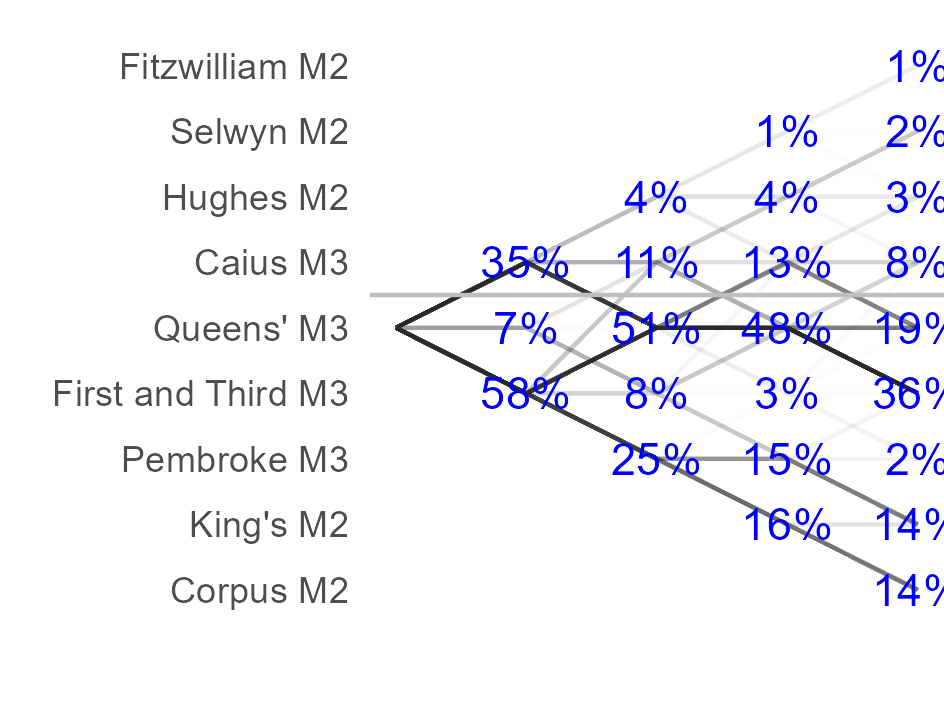 Fitzwilliam M2 1%
Selwyn M2 1% 2%
Hughes M2 4% 4% 3%
Caius M3 35% 11% 13% 8%
Queens' M3 7% 51% 48% 19%
First and Third M3 58% 8% 3% 36%
Pembroke M3 25% 15% 2%
King's M2 16% 14%
Corpus M2 14%